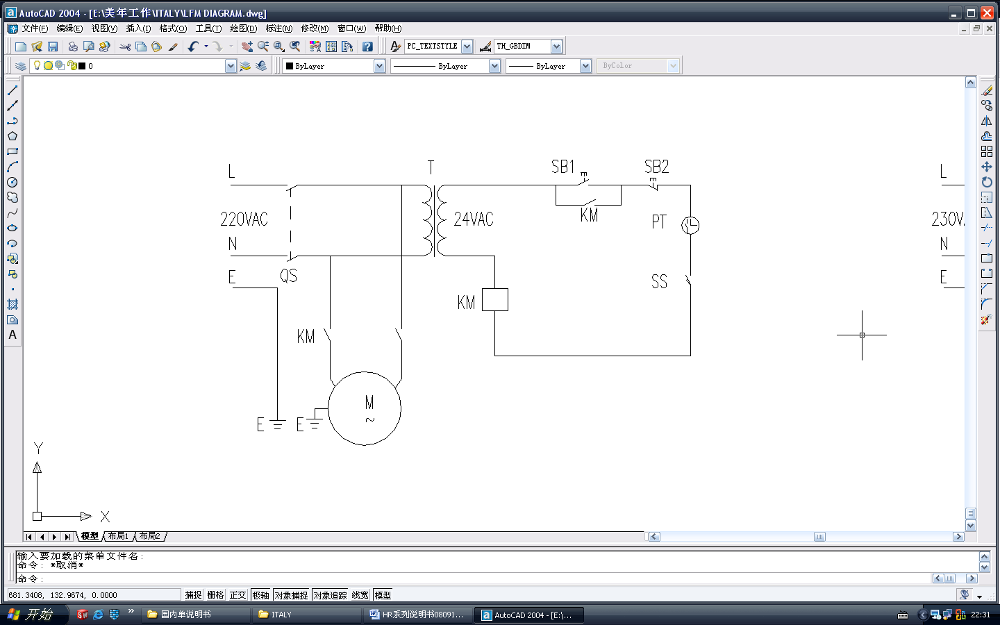 AutoCAD 2004 - [E:\美年工作\ITALY\LFM DIAGRAM.dwg]
文件(F) 编辑(E) 视图(V) 插入(I) 格式(O) 工具(T) 绘图(D) 标注(N) 修改(M) 窗口(W) 帮助(H)
PC_TEXTSTYLE TH_GBDIM
0 ByLayer ByLayer ByLayer ByColor
L T SB1 SB2 L
220VAC 24VAC KM PT 230V
N N
E QS SS E
KM
KM
M
~
E E
Y
X
模型 布局1 布局2
输入要加载的菜单文件名:
命令: *取消*
命令:
681.3408, 132.9674, 0.0000 捕捉 栅格 正交 极轴 对象捕捉 对象追踪 线宽 模型
开始 国内单说明书 ITALY HR系列说明书08091... AutoCAD 2004 - [E:\... 22:31